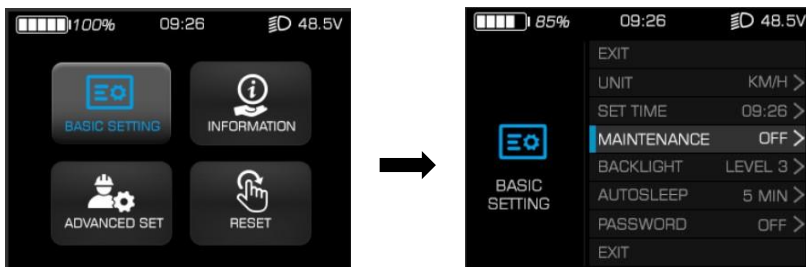 100% 09:26 48.5V
BASIC SETTING
INFORMATION
ADVANCED SET
RESET
85% 09:26 48.5V
BASIC
SETTING
EXIT
UNIT KM/H >
SET TIME 09:26 >
MAINTENANCE OFF >
BACKLIGHT LEVEL 3 >
AUTOSLEEP 5 MIN >
PASSWORD OFF >
EXIT